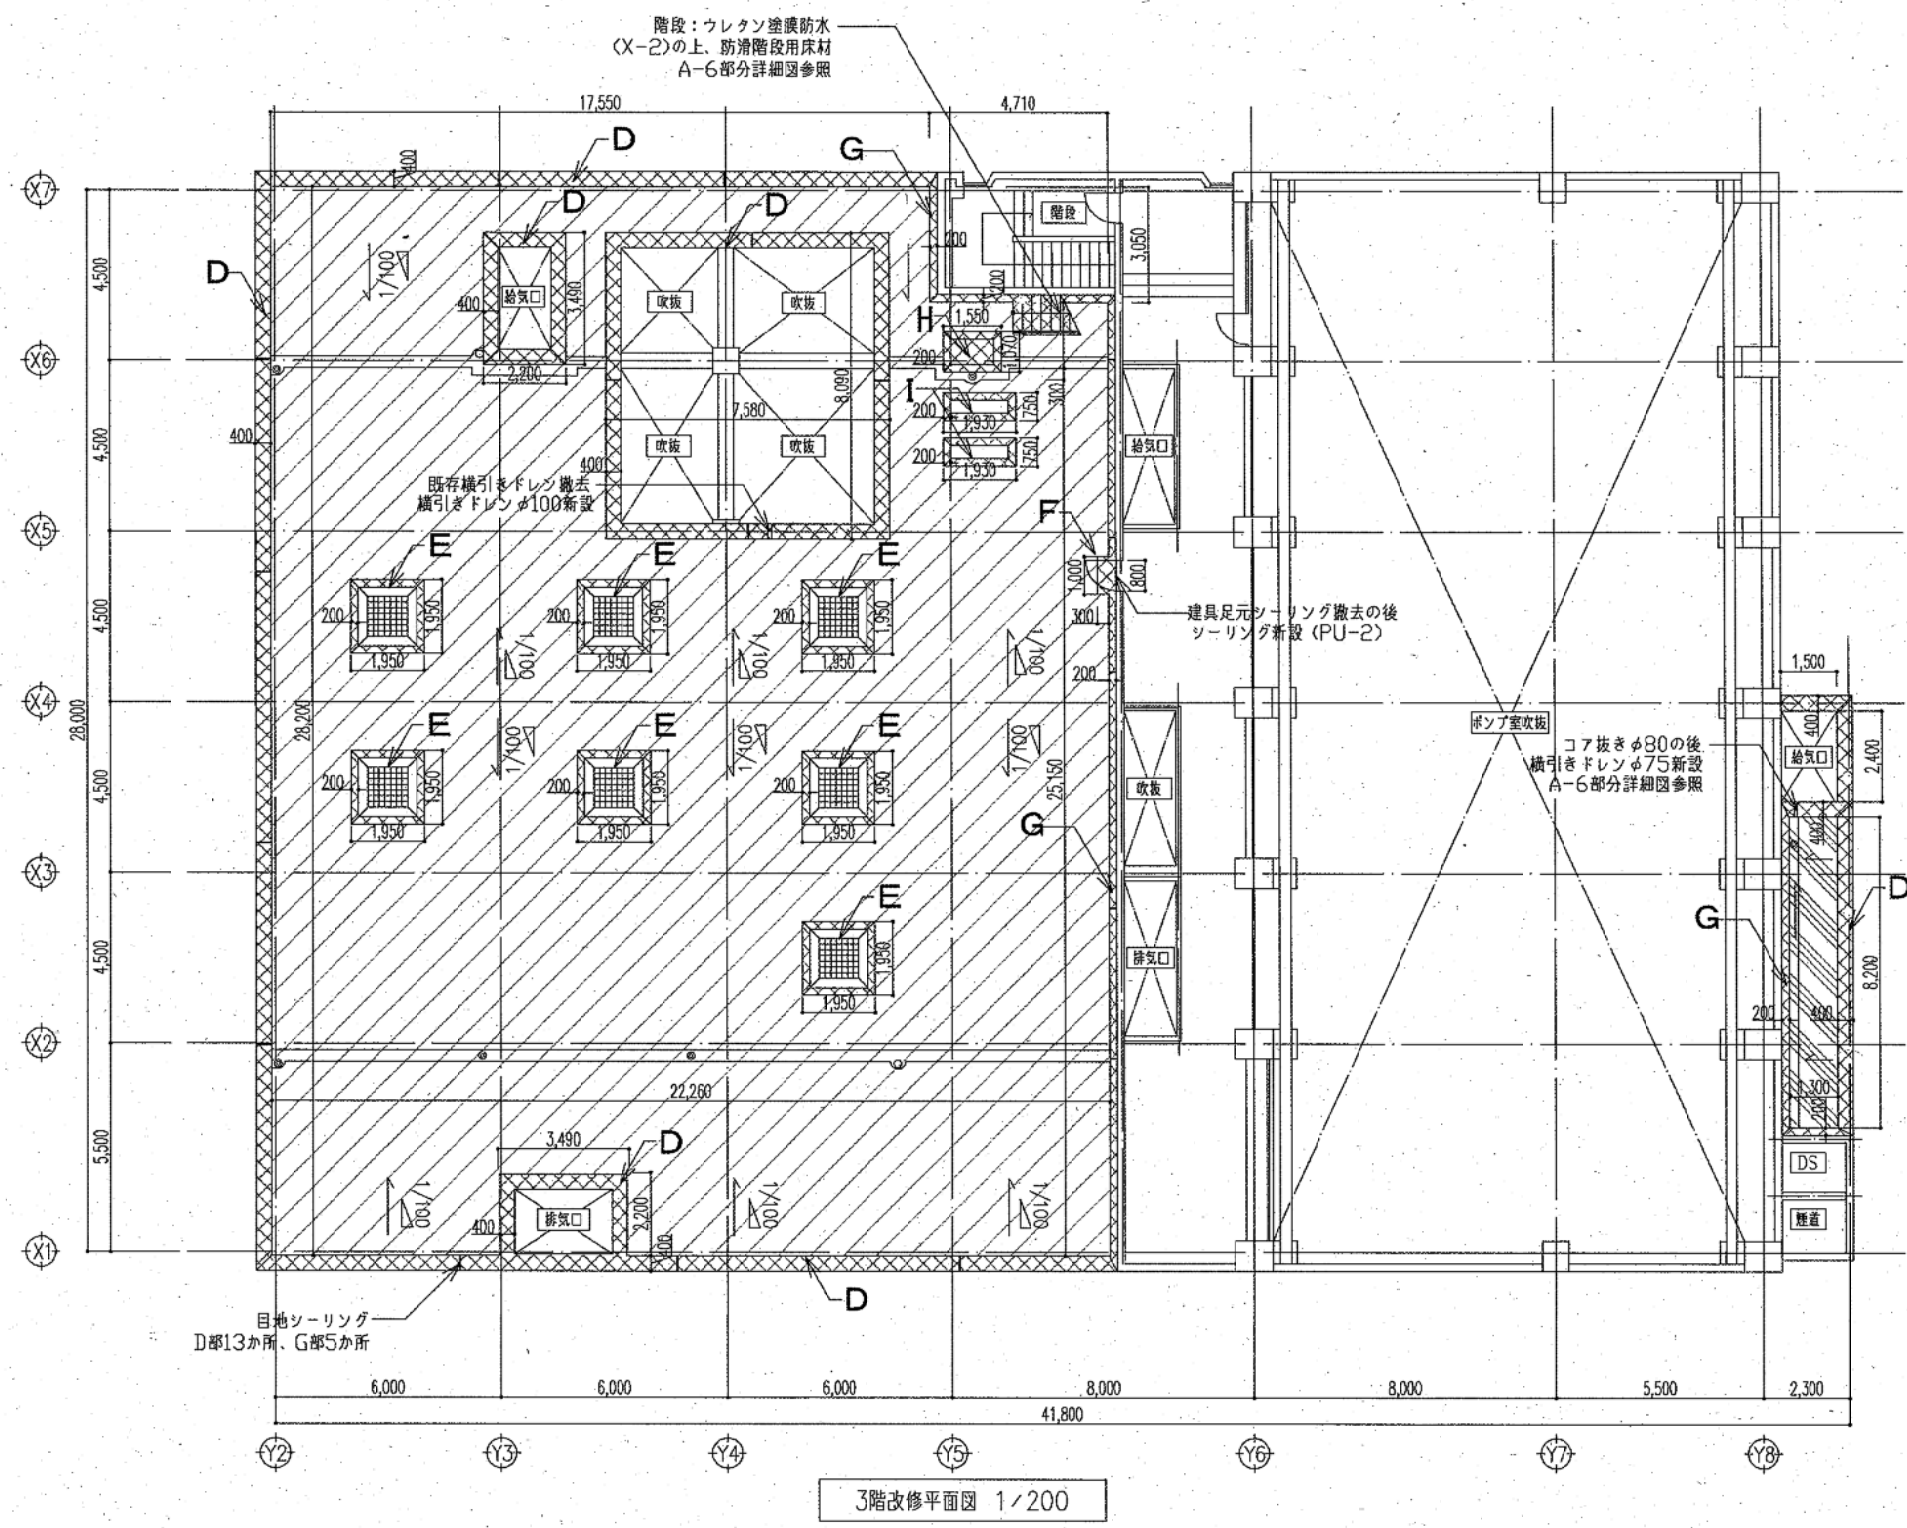 階段：ウレタン塗膜防水
(X-2)の上、防滑階段用床材
A-6部分詳細図参照
17,550
4,710
D
G
400
X7
D
D
階段
200
3,050
D
1/100
4,500
給気口
400
3,490
吹抜
吹抜
200
H
1,550
X6
2,200
200
1,070
8,090
300
I
7,580
200
1,930
750
400
4,500
吹抜
吹抜
給気口
200
1,930
750
400
既存横引きドレン撤去
横引きドレンφ100新設
F
X5
E
E
E
1,000
800
建具足元シーリング撤去の後
シーリング新設 (PU-2)
300
200
1,950
1,950
200
1,950
1,950
200
1,950
1,950
4,500
1/100
1/100
1/100
1,500
200
X4
28,000
28,200
E
E
E
1/100
1/100
1/100
ポンプ室吹抜
400
給気口
2,400
コア抜きφ80の後
横引きドレンφ75新設
A-6部分詳細図参照
200
1,950
1,950
200
1,950
1,950
200
1,950
1,950
4,500
25,150
吹抜
G
400
X3
E
D
G
1,950
1,950
4,500
排気口
8,200
200
400
X2
22,260
1,300
200
3,490
D
5,500
DS
1/100
排気口
400
2,200
1/100
1/100
煙道
400
X1
D
目地シーリング
D部13か所、G部5か所
6,000
6,000
6,000
8,000
8,000
5,500
2,300
41,800
Y2
Y3
Y4
Y5
Y6
Y7
Y8
3階改修平面図 1/200